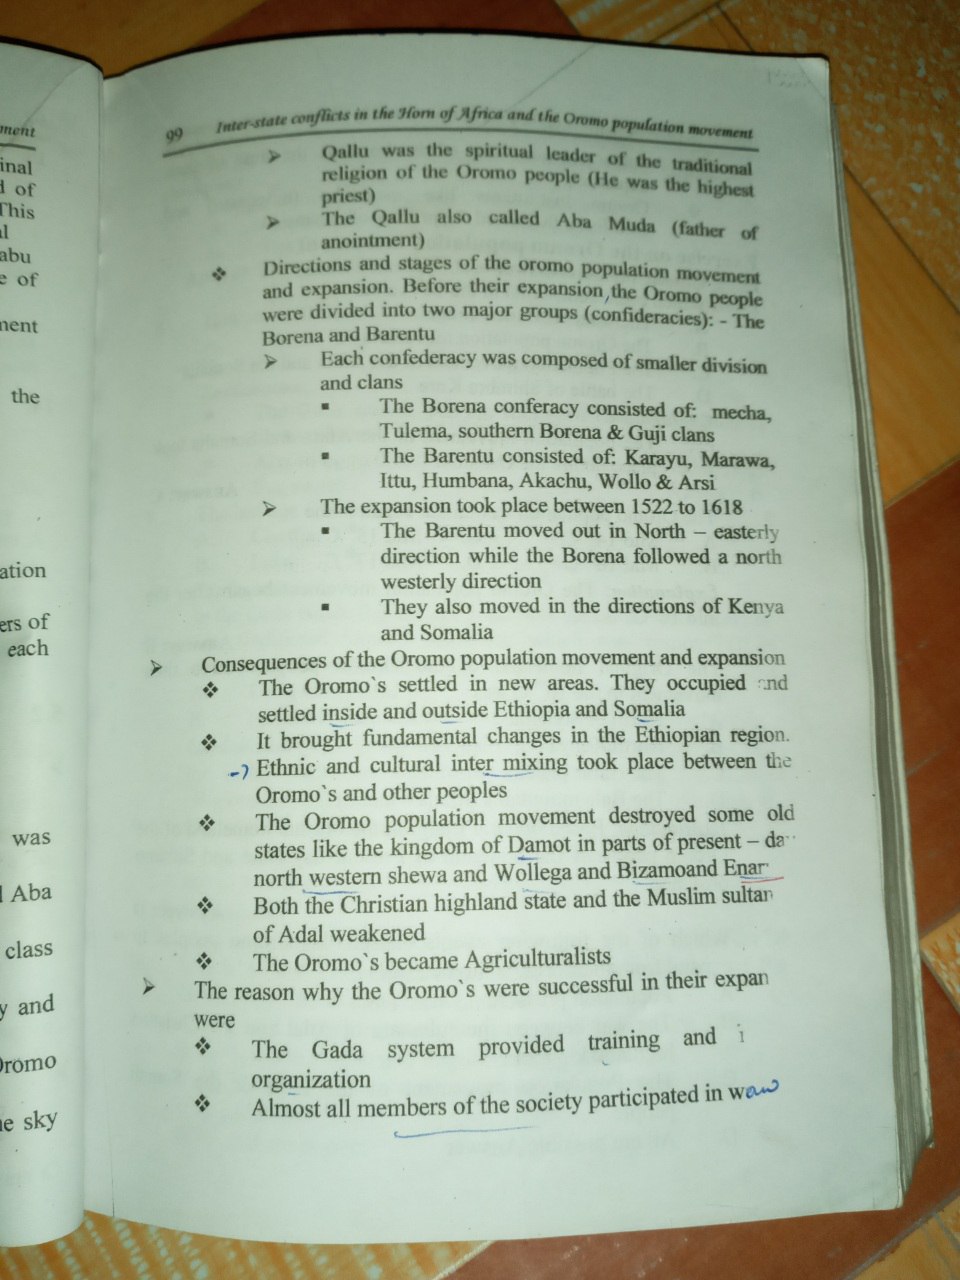 ment
inal
d of
This
al
abu
e of
ment
the
ation
ers of
each
was
l Aba
class
y and
Oromo
e sky
99 Inter-state conflicts in the Horn of Africa and the Oromo population movement
➢ Qallu was the spiritual leader of the traditional
religion of the Oromo people (He was the highest
priest)
➢ The Qallu also called Aba Muda (father of
anointment)
❖ Directions and stages of the oromo population movement
and expansion. Before their expansion, the Oromo people
were divided into two major groups (confideracies): - The
Borena and Barentu
➢ Each confederacy was composed of smaller division
and clans
▪ The Borena conferacy consisted of: mecha,
Tulema, southern Borena & Guji clans
▪ The Barentu consisted of: Karayu, Marawa,
Ittu, Humbana, Akachu, Wollo & Arsi
➢ The expansion took place between 1522 to 1618
▪ The Barentu moved out in North – easterly
direction while the Borena followed a north
westerly direction
▪ They also moved in the directions of Kenya
and Somalia
➢ Consequences of the Oromo population movement and expansion
❖ The Oromo`s settled in new areas. They occupied and
settled inside and outside Ethiopia and Somalia
❖ It brought fundamental changes in the Ethiopian region.
Ethnic and cultural inter mixing took place between the
Oromo`s and other peoples
❖ The Oromo population movement destroyed some old
states like the kingdom of Damot in parts of present – da
north western shewa and Wollega and Bizamoand Enar
❖ Both the Christian highland state and the Muslim sultan
of Adal weakened
❖ The Oromo`s became Agriculturalists
➢ The reason why the Oromo`s were successful in their expan
were
❖ The Gada system provided training and i
organization
❖ Almost all members of the society participated in waw